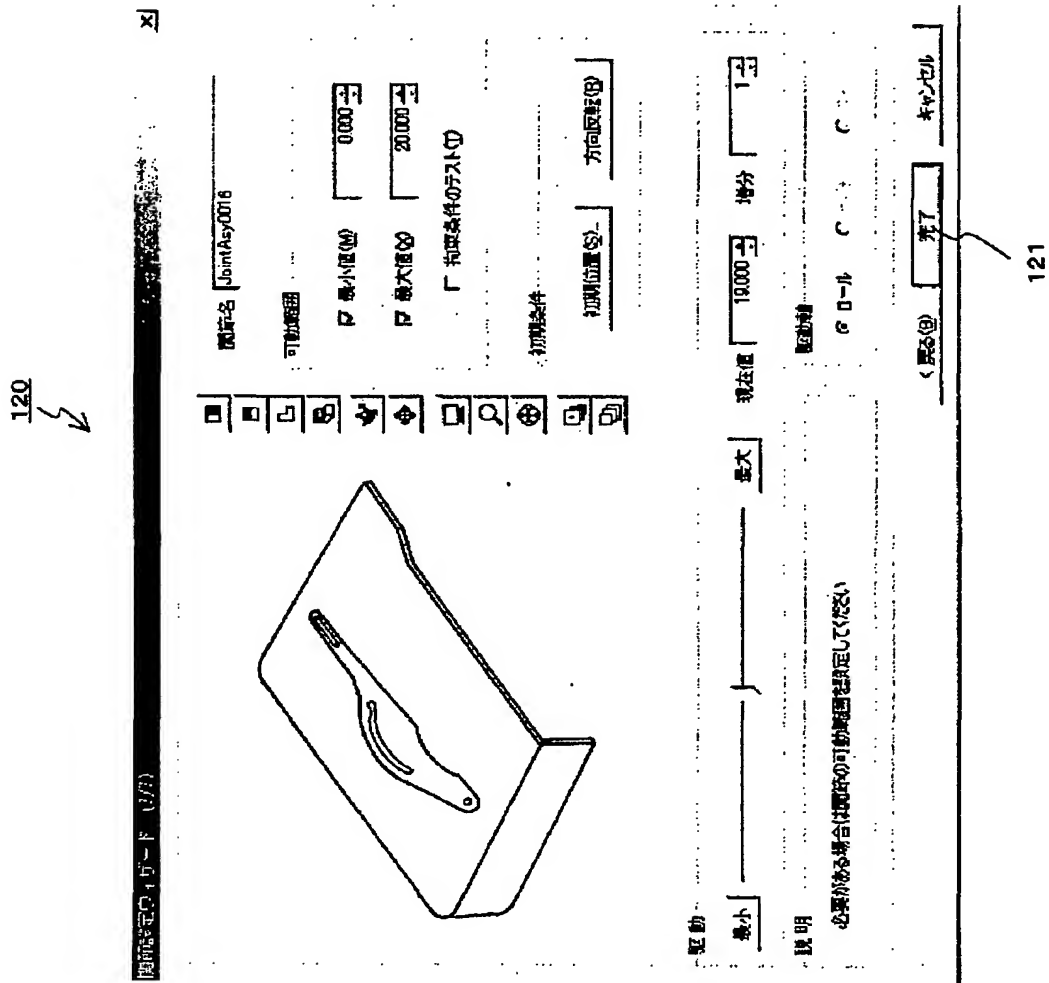 120
関節設定ウィザード
関節名 JointAsy0016
可動範囲
最小値(M) 0.000
最大値(X) 20.000
拘束条件のテスト(T)
初期条件
初期位置(S)... 方向反転(R)
駆動
最小 最大 現在値 19.000 増分 1
説明
必要がある場合は関節の可動範囲を設定してください
駆動軸
ロール
< 戻る(B) 完了 キャンセル
121